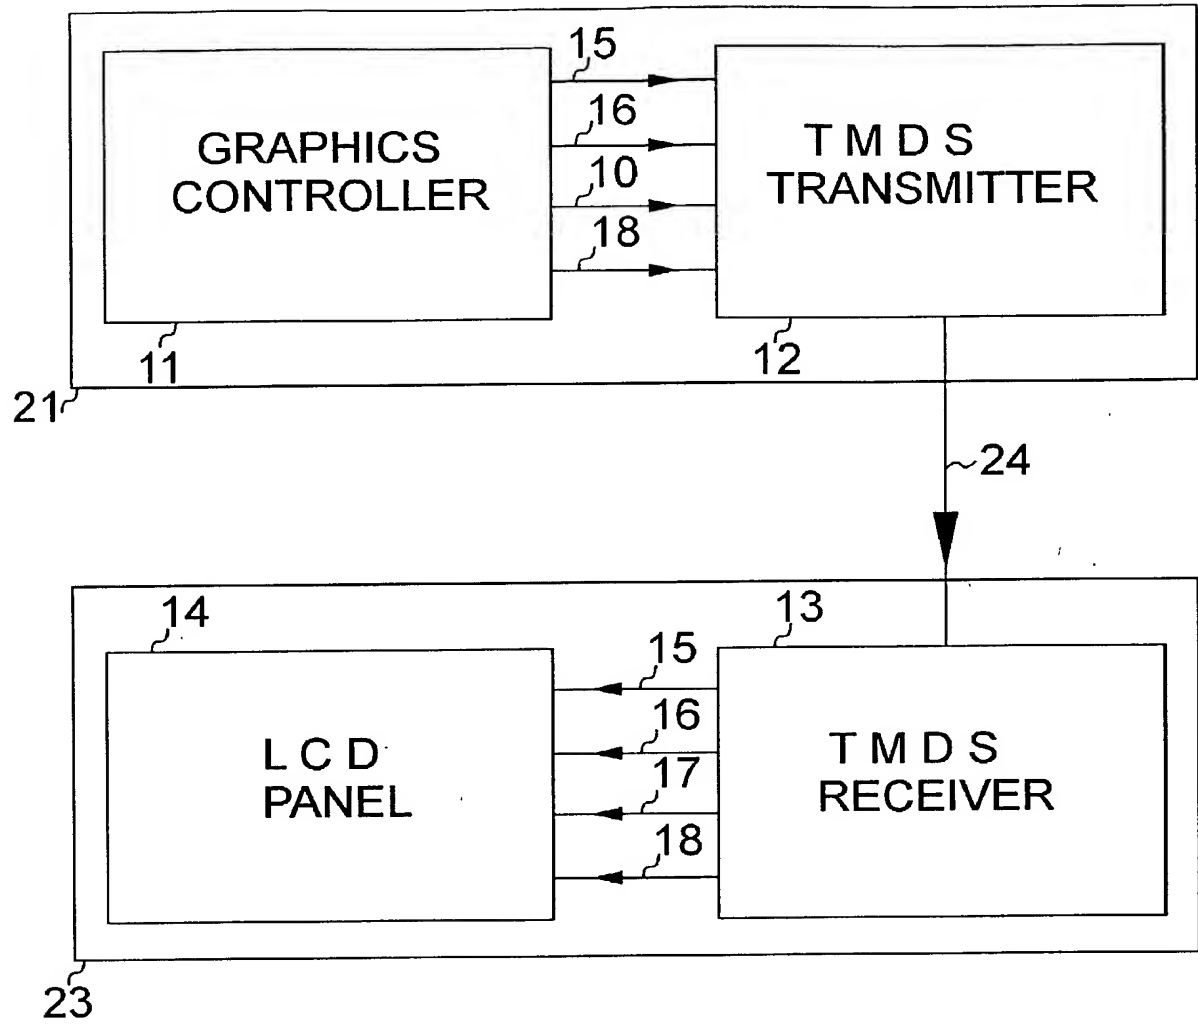 15
16
10
18
GRAPHICS
CONTROLLER
T M D S
TRANSMITTER
11
12
21
24
14
13
15
16
17
18
L C D
PANEL
T M D S
RECEIVER
23